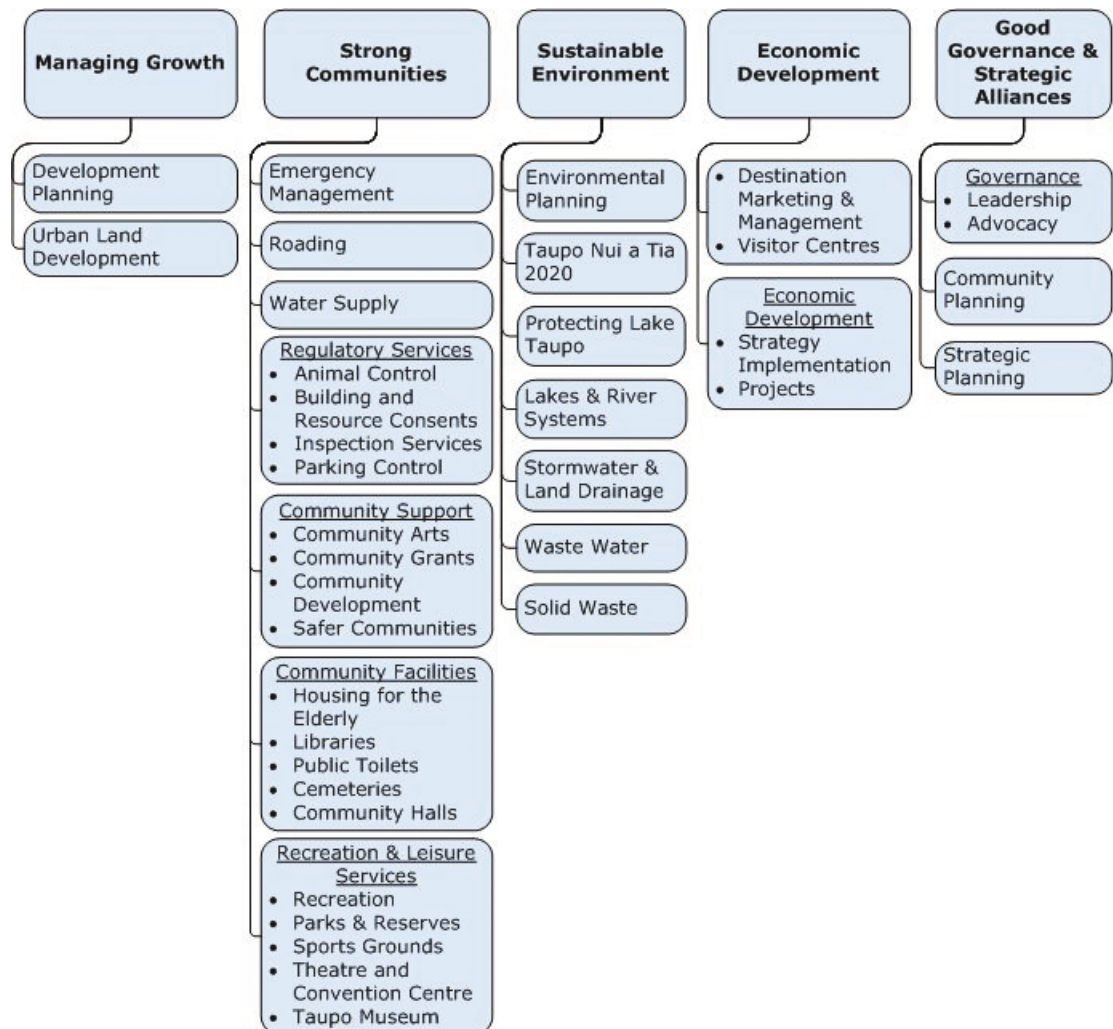 Managing Growth
Development
Planning
Urban Land
Development
Strong
Communities
Emergency
Management
Roading
Water Supply
Regulatory Services
• Animal Control
• Building and
Resource Consents
• Inspection Services
• Parking Control
Community Support
• Community Arts
• Community Grants
• Community
Development
• Safer Communities
Community Facilities
• Housing for the
Elderly
• Libraries
• Public Toilets
• Cemeteries
• Community Halls
Recreation & Leisure
Services
• Recreation
• Parks & Reserves
• Sports Grounds
• Theatre and
Convention Centre
• Taupo Museum
Sustainable
Environment
Environmental
Planning
Taupo Nui a Tia
2020
Protecting Lake
Taupo
Lakes & River
Systems
Stormwater &
Land Drainage
Waste Water
Solid Waste
Economic
Development
• Destination
Marketing &
Management
• Visitor Centres
Economic
Development
• Strategy
Implementation
• Projects
Good
Governance &
Strategic
Alliances
Governance
• Leadership
• Advocacy
Community
Planning
Strategic
Planning